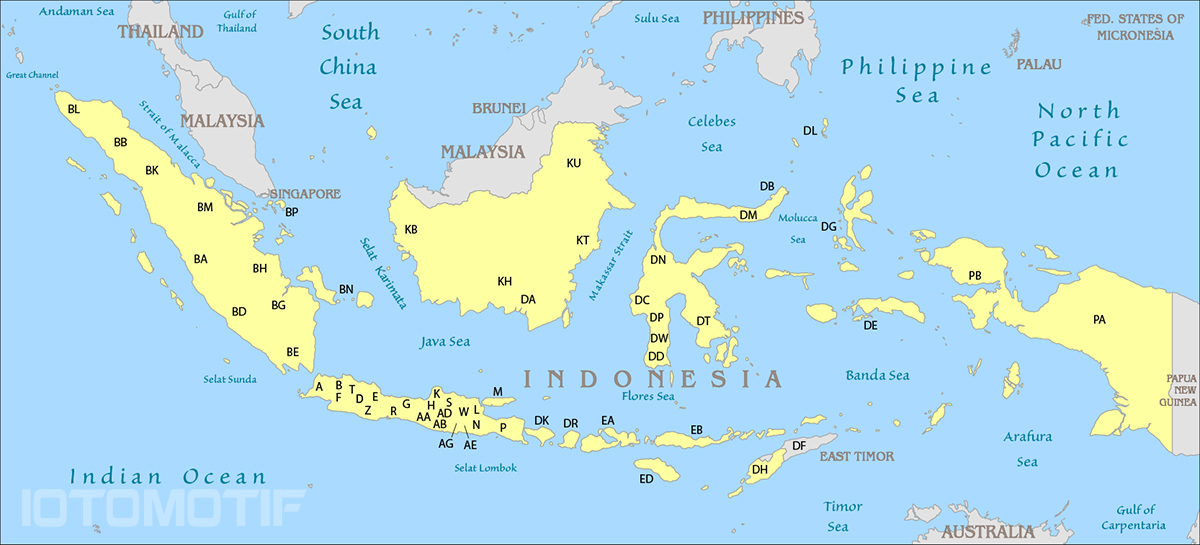 Andaman Sea
Gulf of
Thailand
THAILAND
South
China
Sea
Sulu Sea
PHILIPPINES
FED. STATES OF
MICRONESIA
PALAU
Philippine
Sea
North
Pacific
Ocean
Great Channel
Strait of Malacca
MALAYSIA
BRUNEI
MALAYSIA
Celebes
Sea
SINGAPORE
BL
BB
BK
BM
BP
BA
BH
BN
BD
BG
BE
KU
KB
KT
KH
DA
DL
DB
DM
DG
Molucca
Sea
DN
DC
DP
DT
DW
DD
PB
DE
PA
Selat Karimata
Makassar Strait
Java Sea
Selat Sunda
INDONESIA
Flores Sea
Banda Sea
PAPUA
NEW
GUINEA
A
B
T
F
D
E
Z
R
G
K
H
S
AA
AD
W
L
AB
N
P
M
AG
AE
DK
DR
EA
EB
ED
DH
DF
EAST TIMOR
Selat Lombok
Indian Ocean
Arafura
Sea
Timor
Sea
Gulf of
Carpentaria
AUSTRALIA
IOTOMOTIF